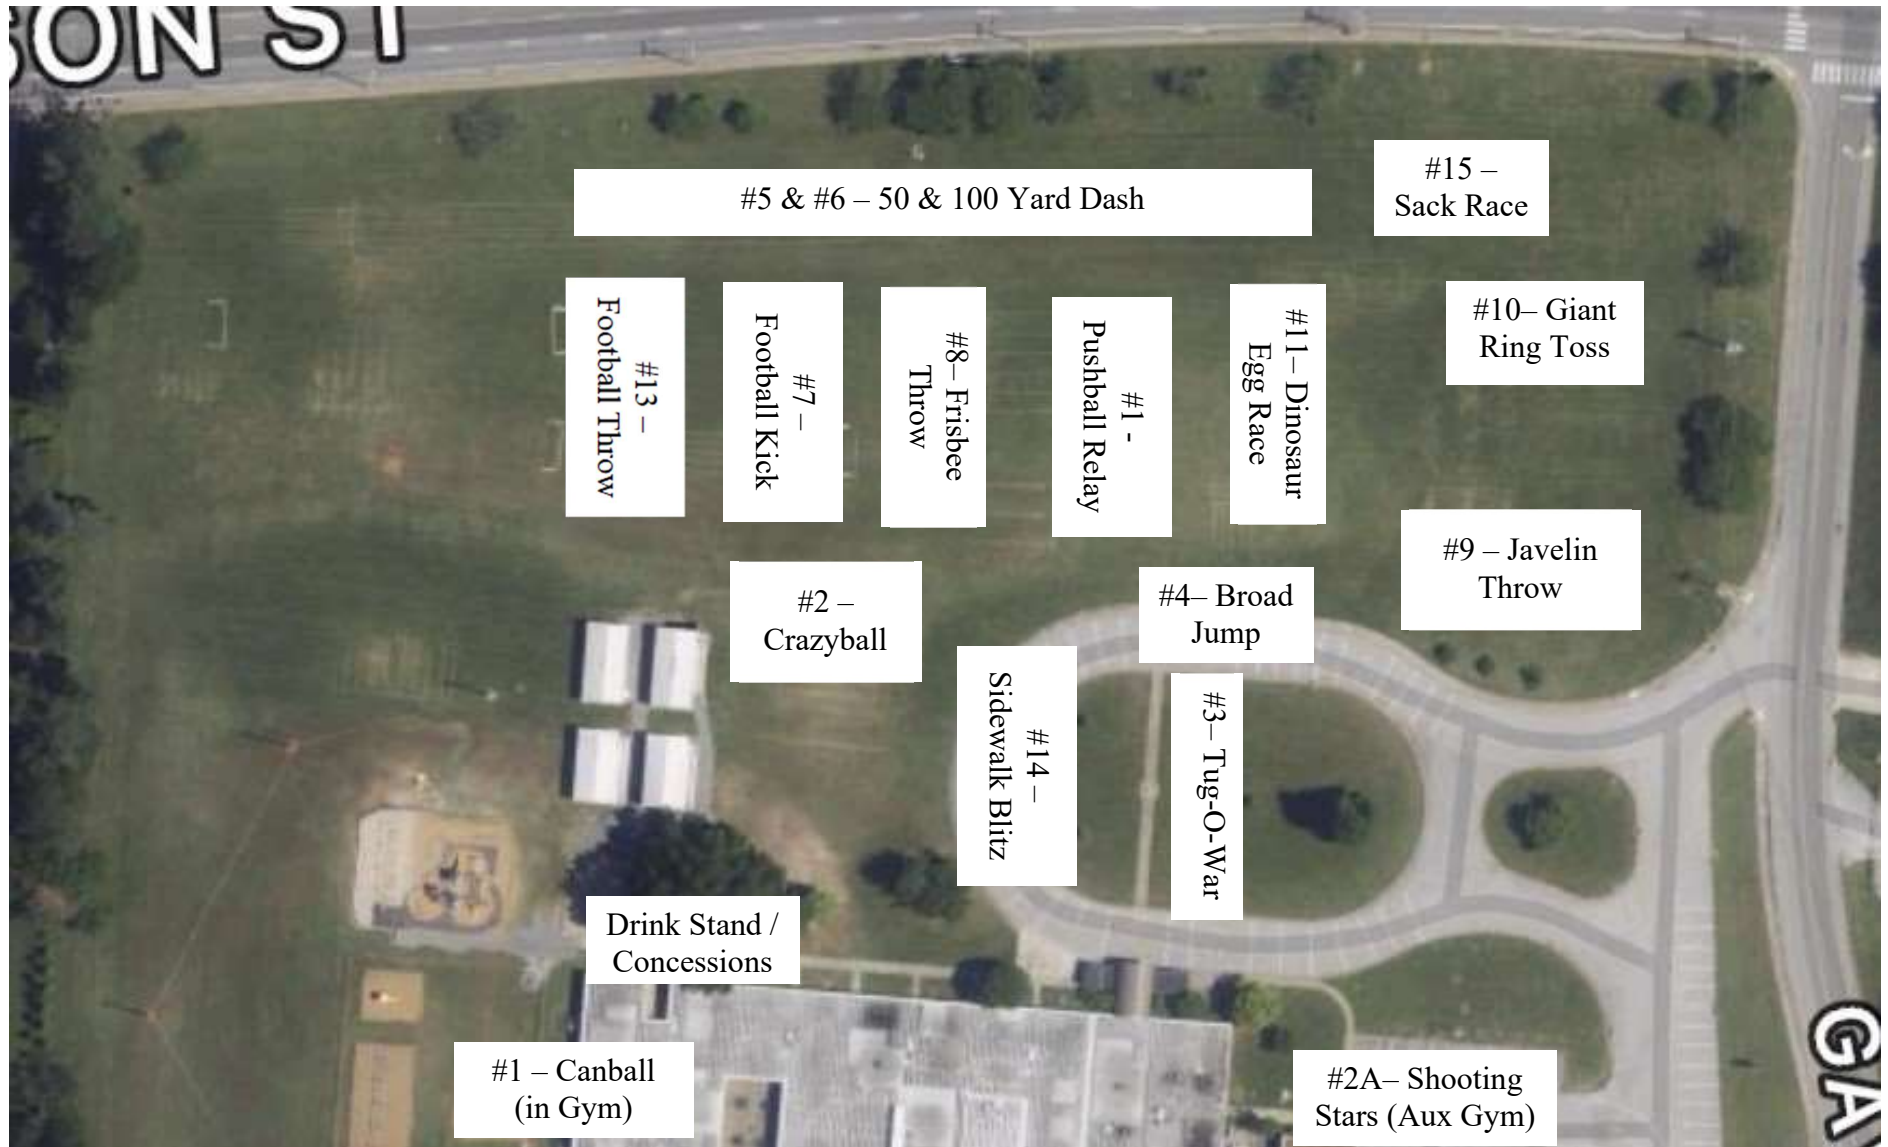 SON ST
#15 –
Sack Race
#5 & #6 – 50 & 100 Yard Dash
#13 –
Football Throw
#7 –
Football Kick
#8– Frisbee
Throw
#1 -
Pushball Relay
#11– Dinosaur
Egg Race
#10– Giant
Ring Toss
#9 – Javelin
Throw
#2 –
Crazyball
#4– Broad
Jump
#14 –
Sidewalk Blitz
#3– Tug-O-War
Drink Stand /
Concessions
#1 – Canball
(in Gym)
#2A– Shooting
Stars (Aux Gym)
GA